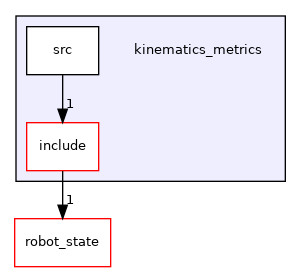 src
kinematics_metrics
1
include
1
robot_state